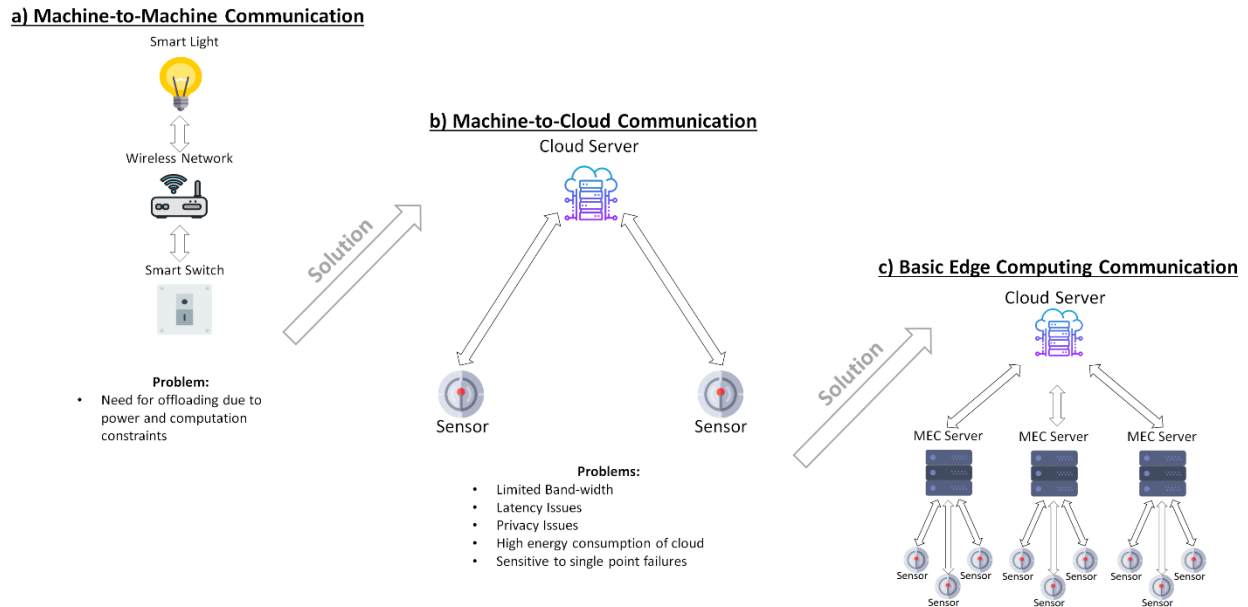 a) Machine-to-Machine Communication
Smart Light
Wireless Network
Smart Switch
Problem:
• Need for offloading due to
power and computation
constraints
Solution
b) Machine-to-Cloud Communication
Cloud Server
Sensor
Sensor
Problems:
• Limited Band-width
• Latency Issues
• Privacy Issues
• High energy consumption of cloud
• Sensitive to single point failures
Solution
c) Basic Edge Computing Communication
Cloud Server
MEC Server
MEC Server
MEC Server
Sensor
Sensor
Sensor
Sensor
Sensor
Sensor
Sensor
Sensor
Sensor